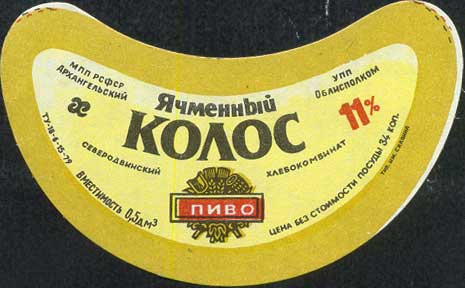 МПП РСФСР
АРХАНГЕЛЬСКИЙ
УПП
ОБЛИСПОЛКОМ
Ячменный
КОЛОС
11%
СЕВЕРОДВИНСКИЙ
ХЛЕБОКОМБИНАТ
ТУ-18-6-15-79
ВМЕСТИМОСТЬ 0,5дм3
ПИВО
ЦЕНА БЕЗ СТОИМОСТИ ПОСУДЫ 34 КОП.